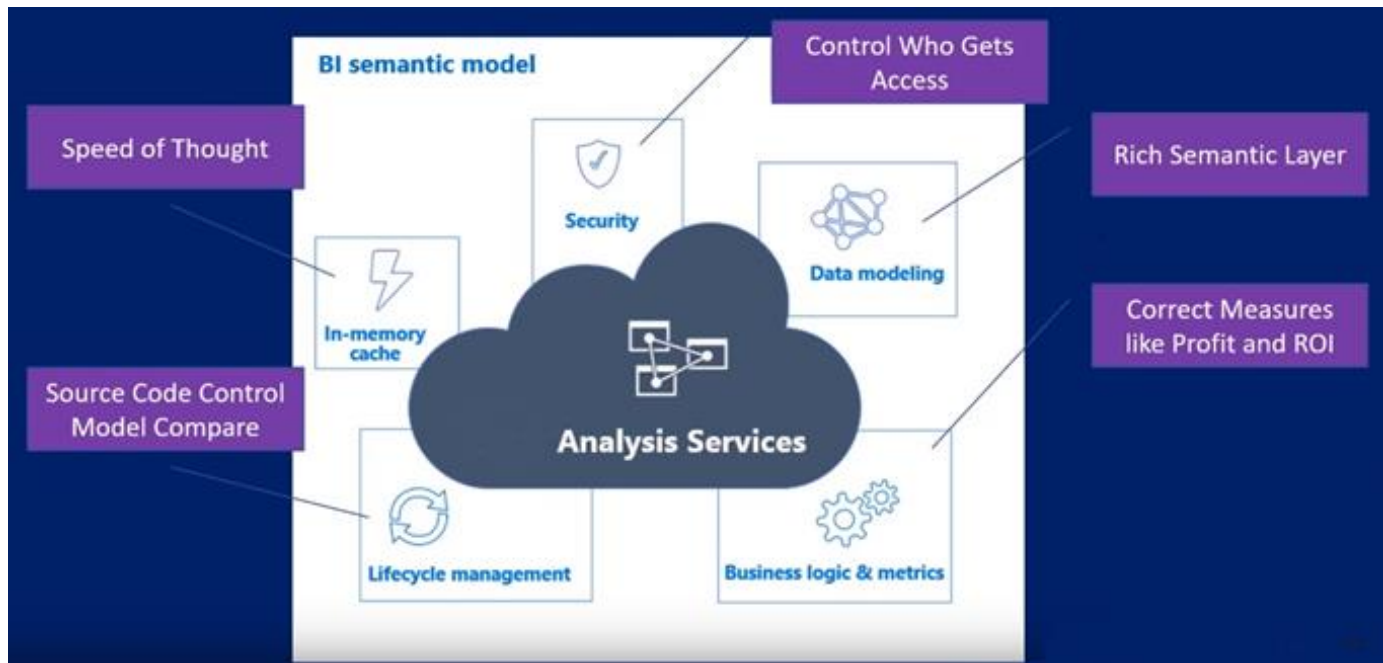 BI semantic model
Control Who Gets
Access
Speed of Thought
Security
Rich Semantic Layer
Data modeling
In-memory
cache
Correct Measures
like Profit and ROI
Source Code Control
Model Compare
Analysis Services
Lifecycle management
Business logic & metrics